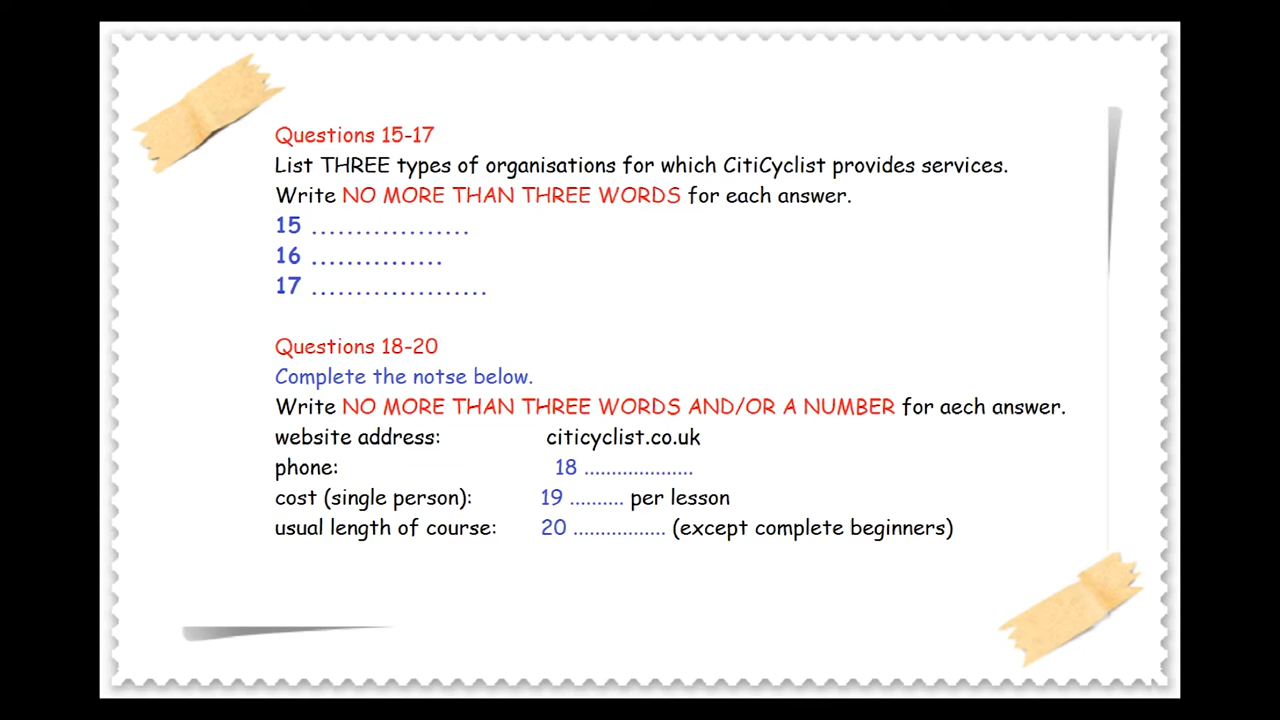 Questions 15-17
List THREE types of organisations for which CitiCyclist provides services.
Write NO MORE THAN THREE WORDS for each answer.
15 ..................
16 ...............
17 ....................
Questions 18-20
Complete the notse below.
Write NO MORE THAN THREE WORDS AND/OR A NUMBER for aech answer.
website address: citicyclist.co.uk
phone: 18 ....................
cost (single person): 19 .......... per lesson
usual length of course: 20 ................. (except complete beginners)